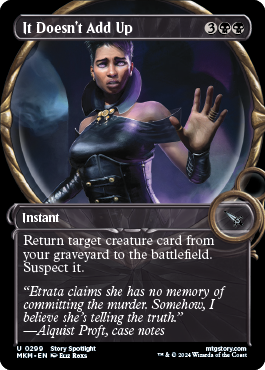 It Doesn't Add Up 3
Instant
Return target creature card from
your graveyard to the battlefield.
Suspect it.
"Etrata claims she has no memory of
committing the murder. Somehow, I
believe she's telling the truth."
—Alquist Proft, case notes
U 0299 Story Spotlight mtgstory.com
MKM • EN Eliz Roxs ™ & © 2024 Wizards of the Coast